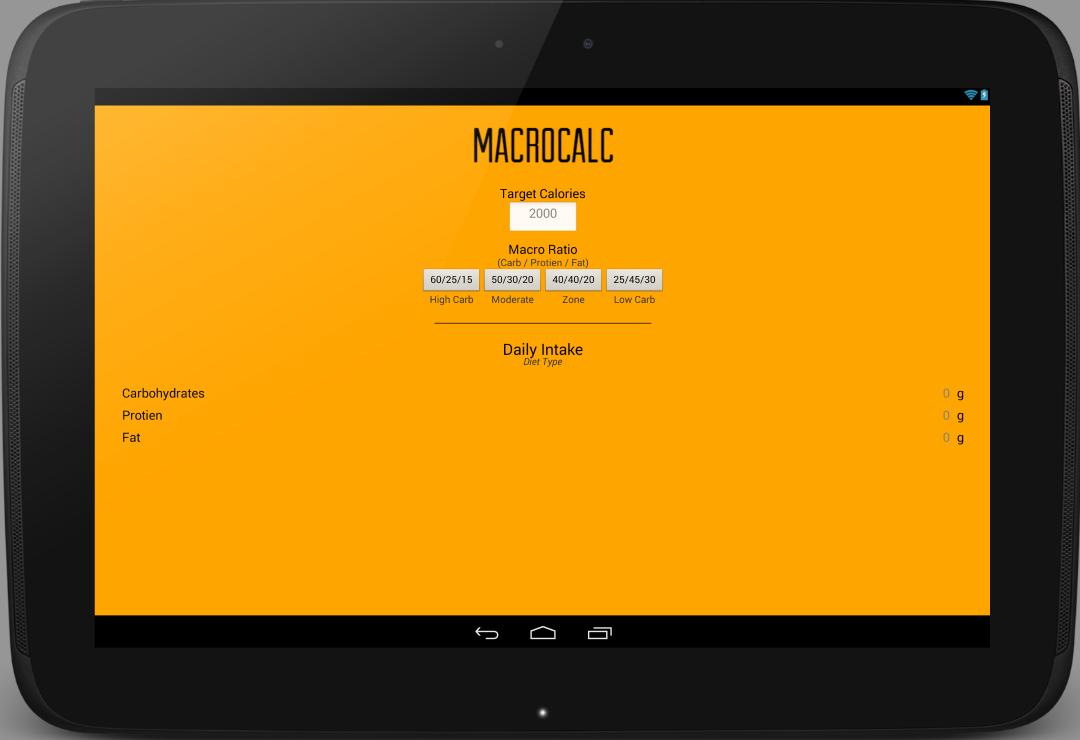 MACROCALC
Target Calories
2000
Macro Ratio
(Carb / Protien / Fat)
60/25/15 50/30/20 40/40/20 25/45/30
High Carb Moderate Zone Low Carb
Daily Intake
Diet Type
Carbohydrates 0 g
Protien 0 g
Fat 0 g